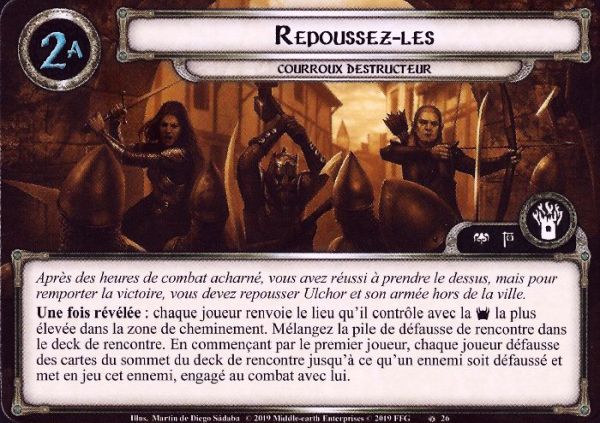 2A
REPOUSSEZ-LES
COURROUX DESTRUCTEUR
Après des heures de combat acharné, vous avez réussi à prendre le dessus, mais pour
remporter la victoire, vous devez repousser Ulchor et son armée hors de la ville.
Une fois révélée : chaque joueur renvoie le lieu qu'il contrôle avec la la plus
élevée dans la zone de cheminement. Mélangez la pile de défausse de rencontre dans
le deck de rencontre. En commençant par le premier joueur, chaque joueur défausse
des cartes du sommet du deck de rencontre jusqu'à ce qu'un ennemi soit défaussé et
met en jeu cet ennemi, engagé au combat avec lui.
Illus. Martin de Diego Sádaba © 2019 Middle-earth Enterprises © 2019 FFG 26